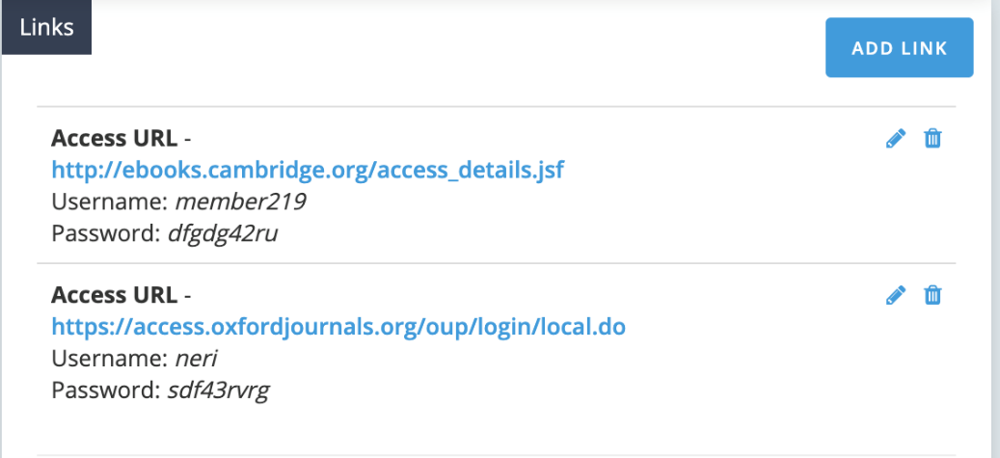 Links
ADD LINK
Access URL -
http://ebooks.cambridge.org/access_details.jsf
Username: member219
Password: dfgdg42ru
Access URL -
https://access.oxfordjournals.org/oup/login/local.do
Username: neri
Password: sdf43rvrg